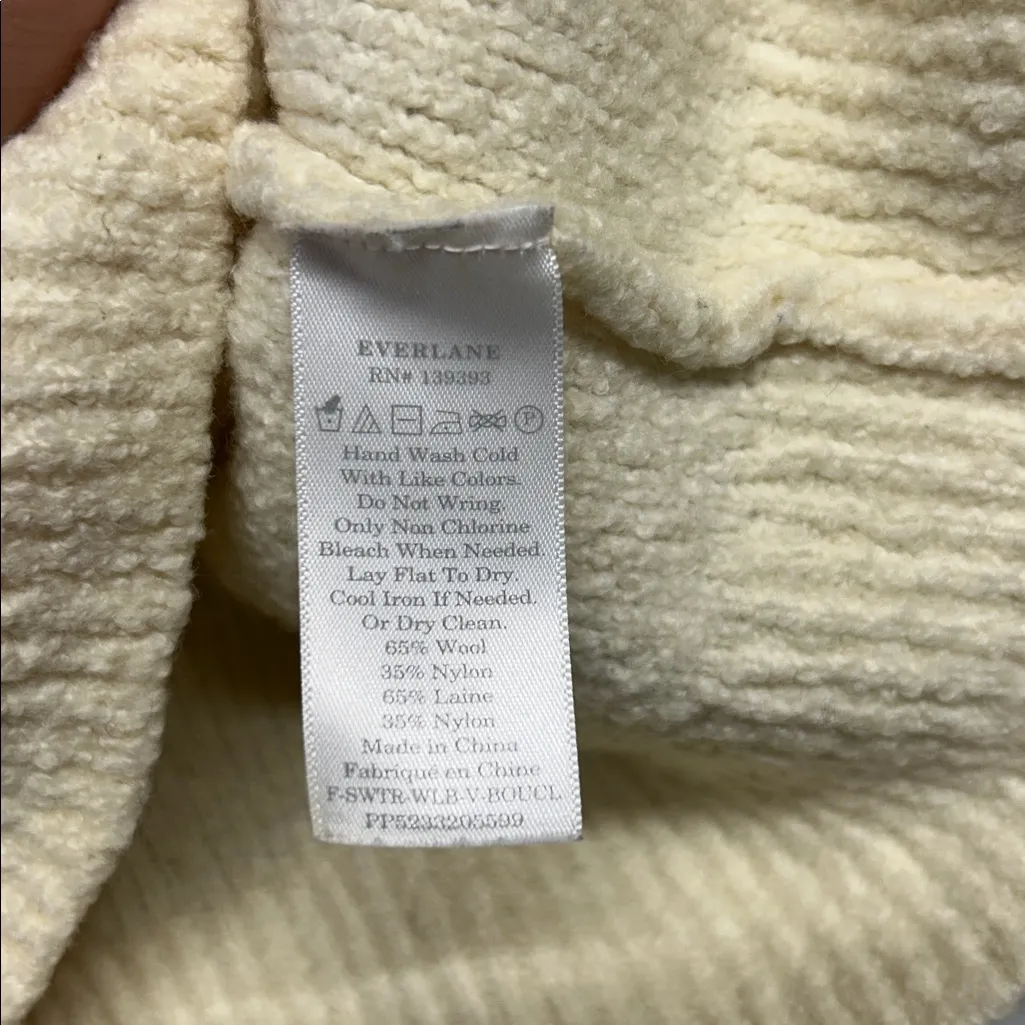 EVERLANE
RN# 139393
P
Hand Wash Cold
With Like Colors.
Do Not Wring.
Only Non Chlorine
Bleach When Needed.
Lay Flat To Dry.
Cool Iron If Needed.
Or Dry Clean.
65% Wool
35% Nylon
65% Laine
35% Nylon
Made in China
Fabriqué en Chine
F-SWTR-WLB-V-BOUCL
PP5233205599